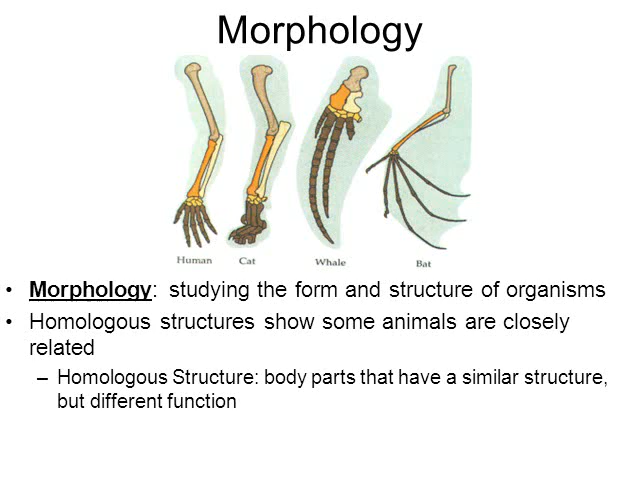 Morphology
Human Cat Whale Bat
• Morphology: studying the form and structure of organisms
• Homologous structures show some animals are closely
related
– Homologous Structure: body parts that have a similar structure,
but different function